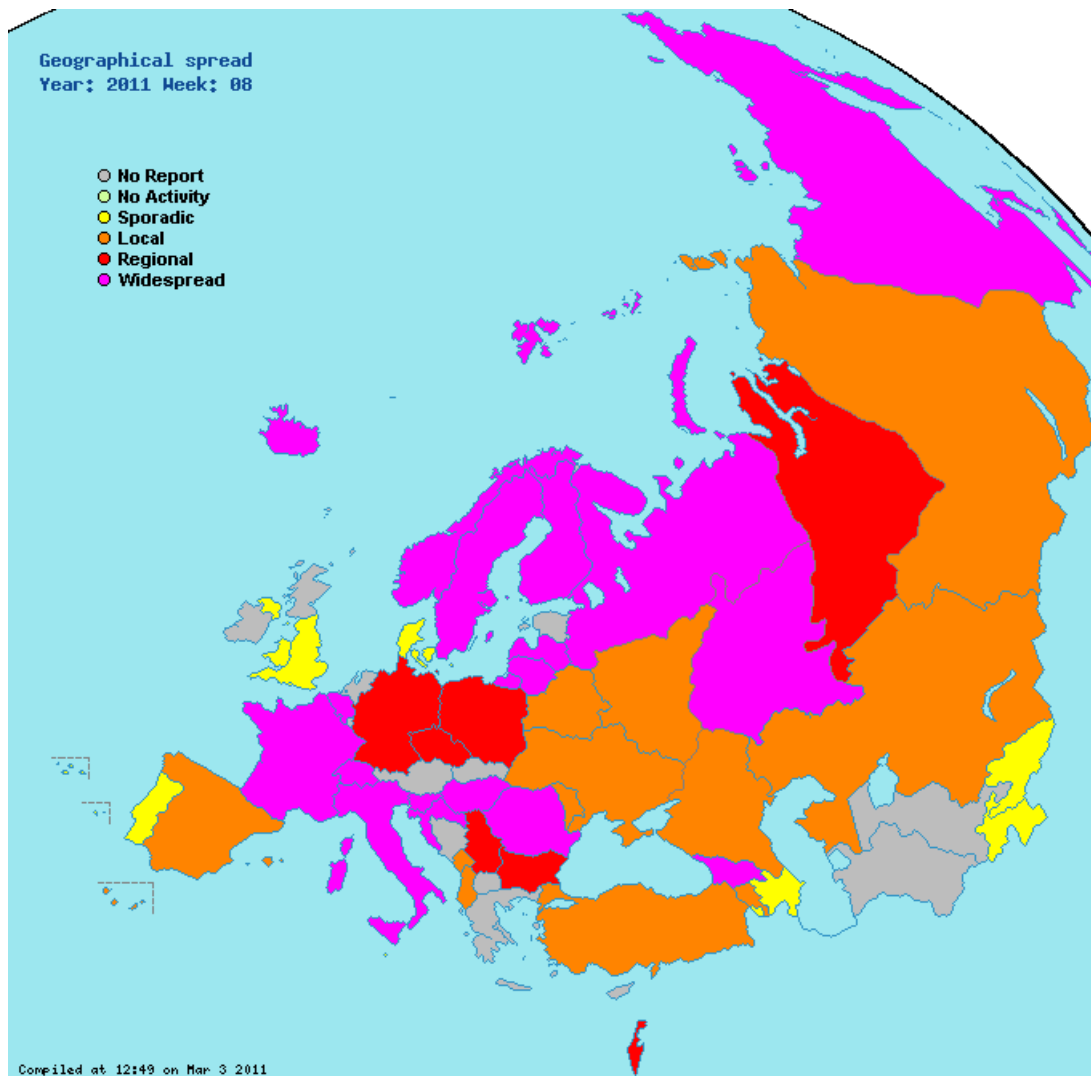 Geographical spread
Year: 2011 Week: 08
No Report
No Activity
Sporadic
Local
Regional
Widespread
Compiled at 12:49 on Mar 3 2011